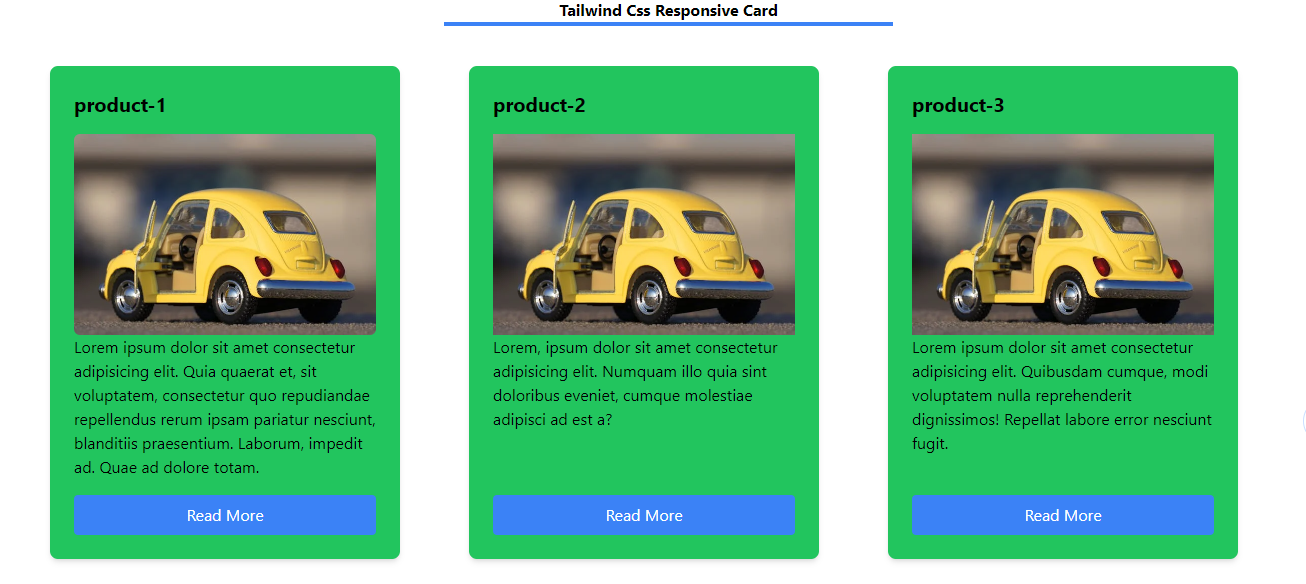 Tailwind Css Responsive Card
product-1
Lorem ipsum dolor sit amet consectetur
adipisicing elit. Quia quaerat et, sit
voluptatem, consectetur quo repudiandae
repellendus rerum ipsam pariatur nesciunt,
blanditiis praesentium. Laborum, impedit
ad. Quae ad dolore totam.
Read More
product-2
Lorem, ipsum dolor sit amet consectetur
adipisicing elit. Numquam illo quia sint
doloribus eveniet, cumque molestiae
adipisci ad est a?
Read More
product-3
Lorem ipsum dolor sit amet consectetur
adipisicing elit. Quibusdam cumque, modi
voluptatem nulla reprehenderit
dignissimos! Repellat labore error nesciunt
fugit.
Read More